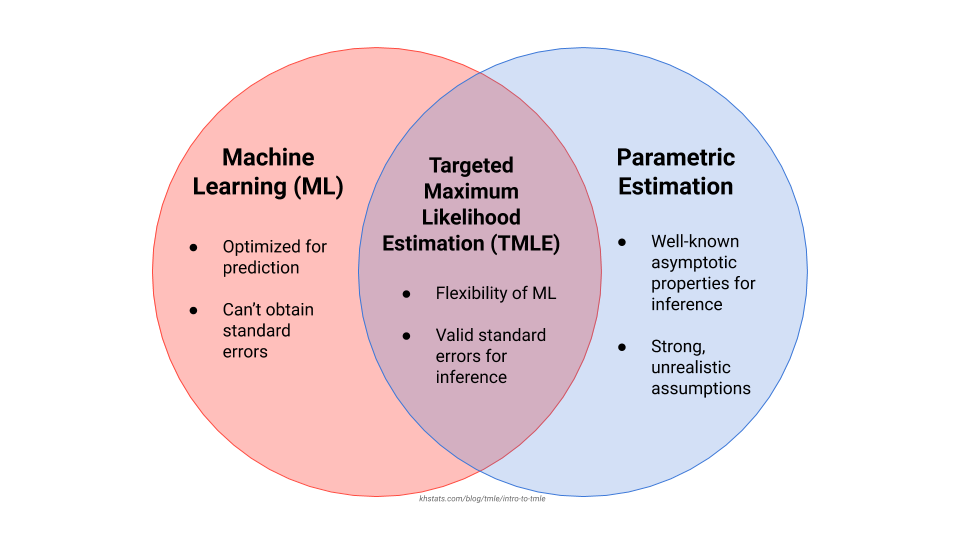 Machine
Learning (ML)
● Optimized for
prediction
● Can't obtain
standard
errors
Targeted
Maximum
Likelihood
Estimation (TMLE)
● Flexibility of ML
● Valid standard
errors for
inference
Parametric
Estimation
● Well-known
asymptotic
properties for
inference
● Strong,
unrealistic
assumptions
khstats.com/blog/tmle/intro-to-tmle